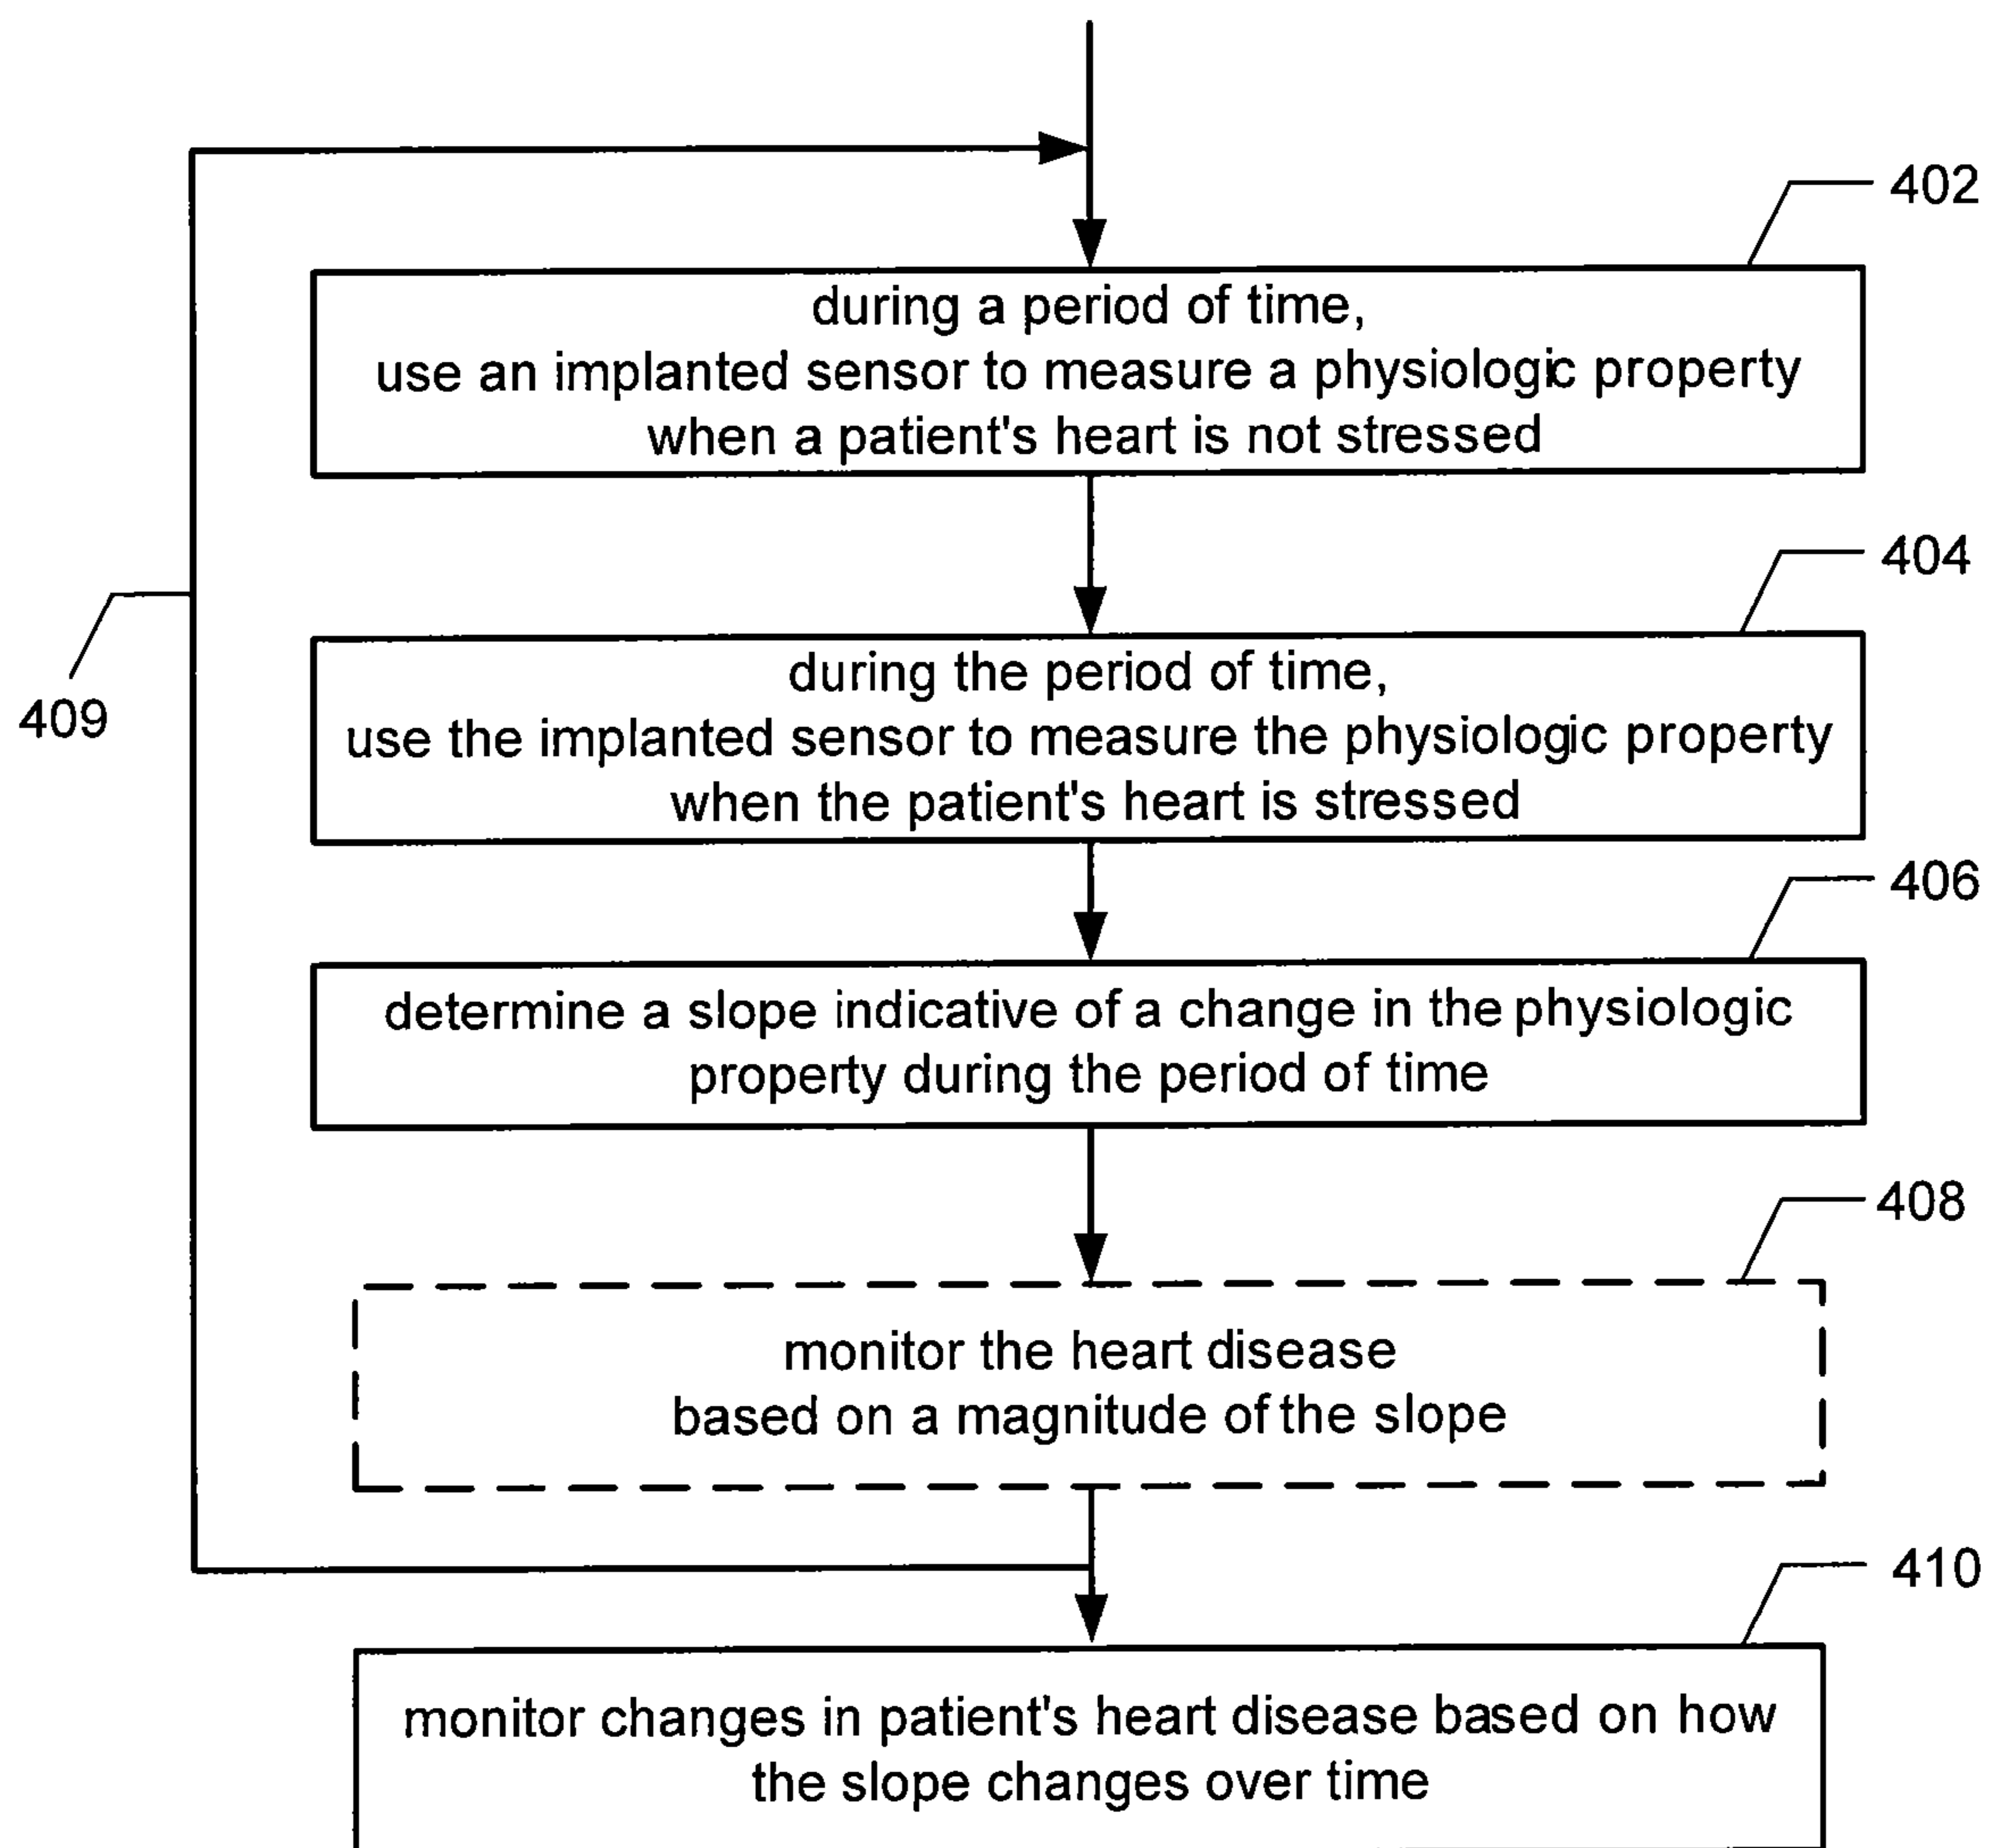 402
during a period of time,
use an implanted sensor to measure a physiologic property
when a patient's heart is not stressed
404
during the period of time,
use the implanted sensor to measure the physiologic property
when the patient's heart is stressed
409
406
determine a slope indicative of a change in the physiologic
property during the period of time
408
monitor the heart disease
based on a magnitude of the slope
410
monitor changes in patient's heart disease based on how
the slope changes over time